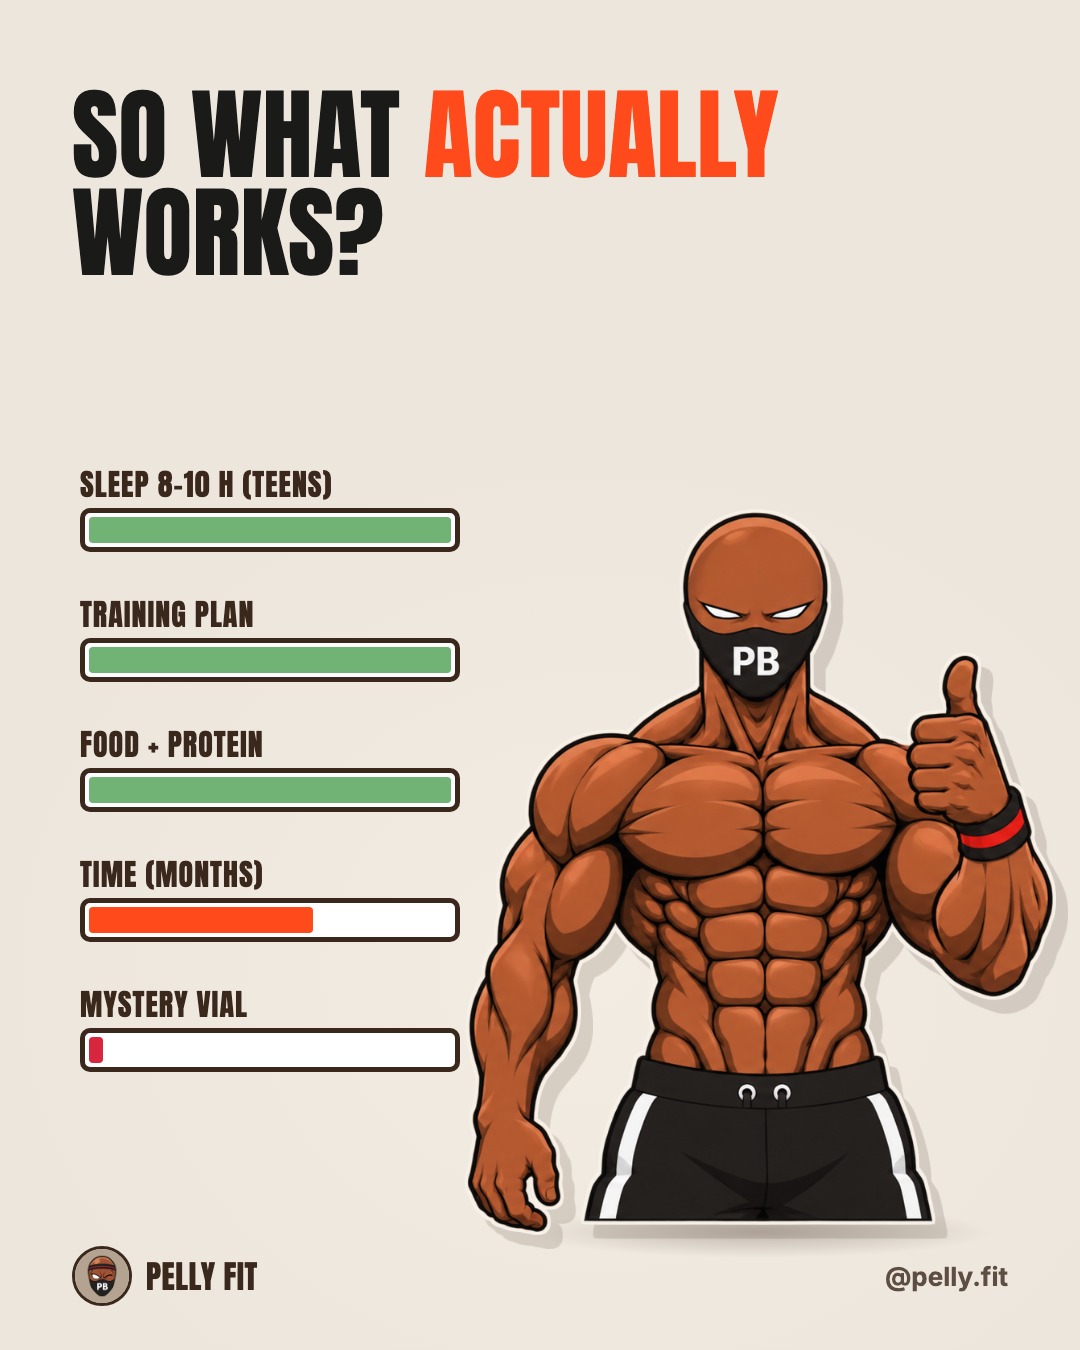 SO WHAT ACTUALLY
WORKS?
SLEEP 8-10 H (TEENS)
TRAINING PLAN
FOOD + PROTEIN
TIME (MONTHS)
MYSTERY VIAL
PB
PB
PELLY FIT
@pelly.fit